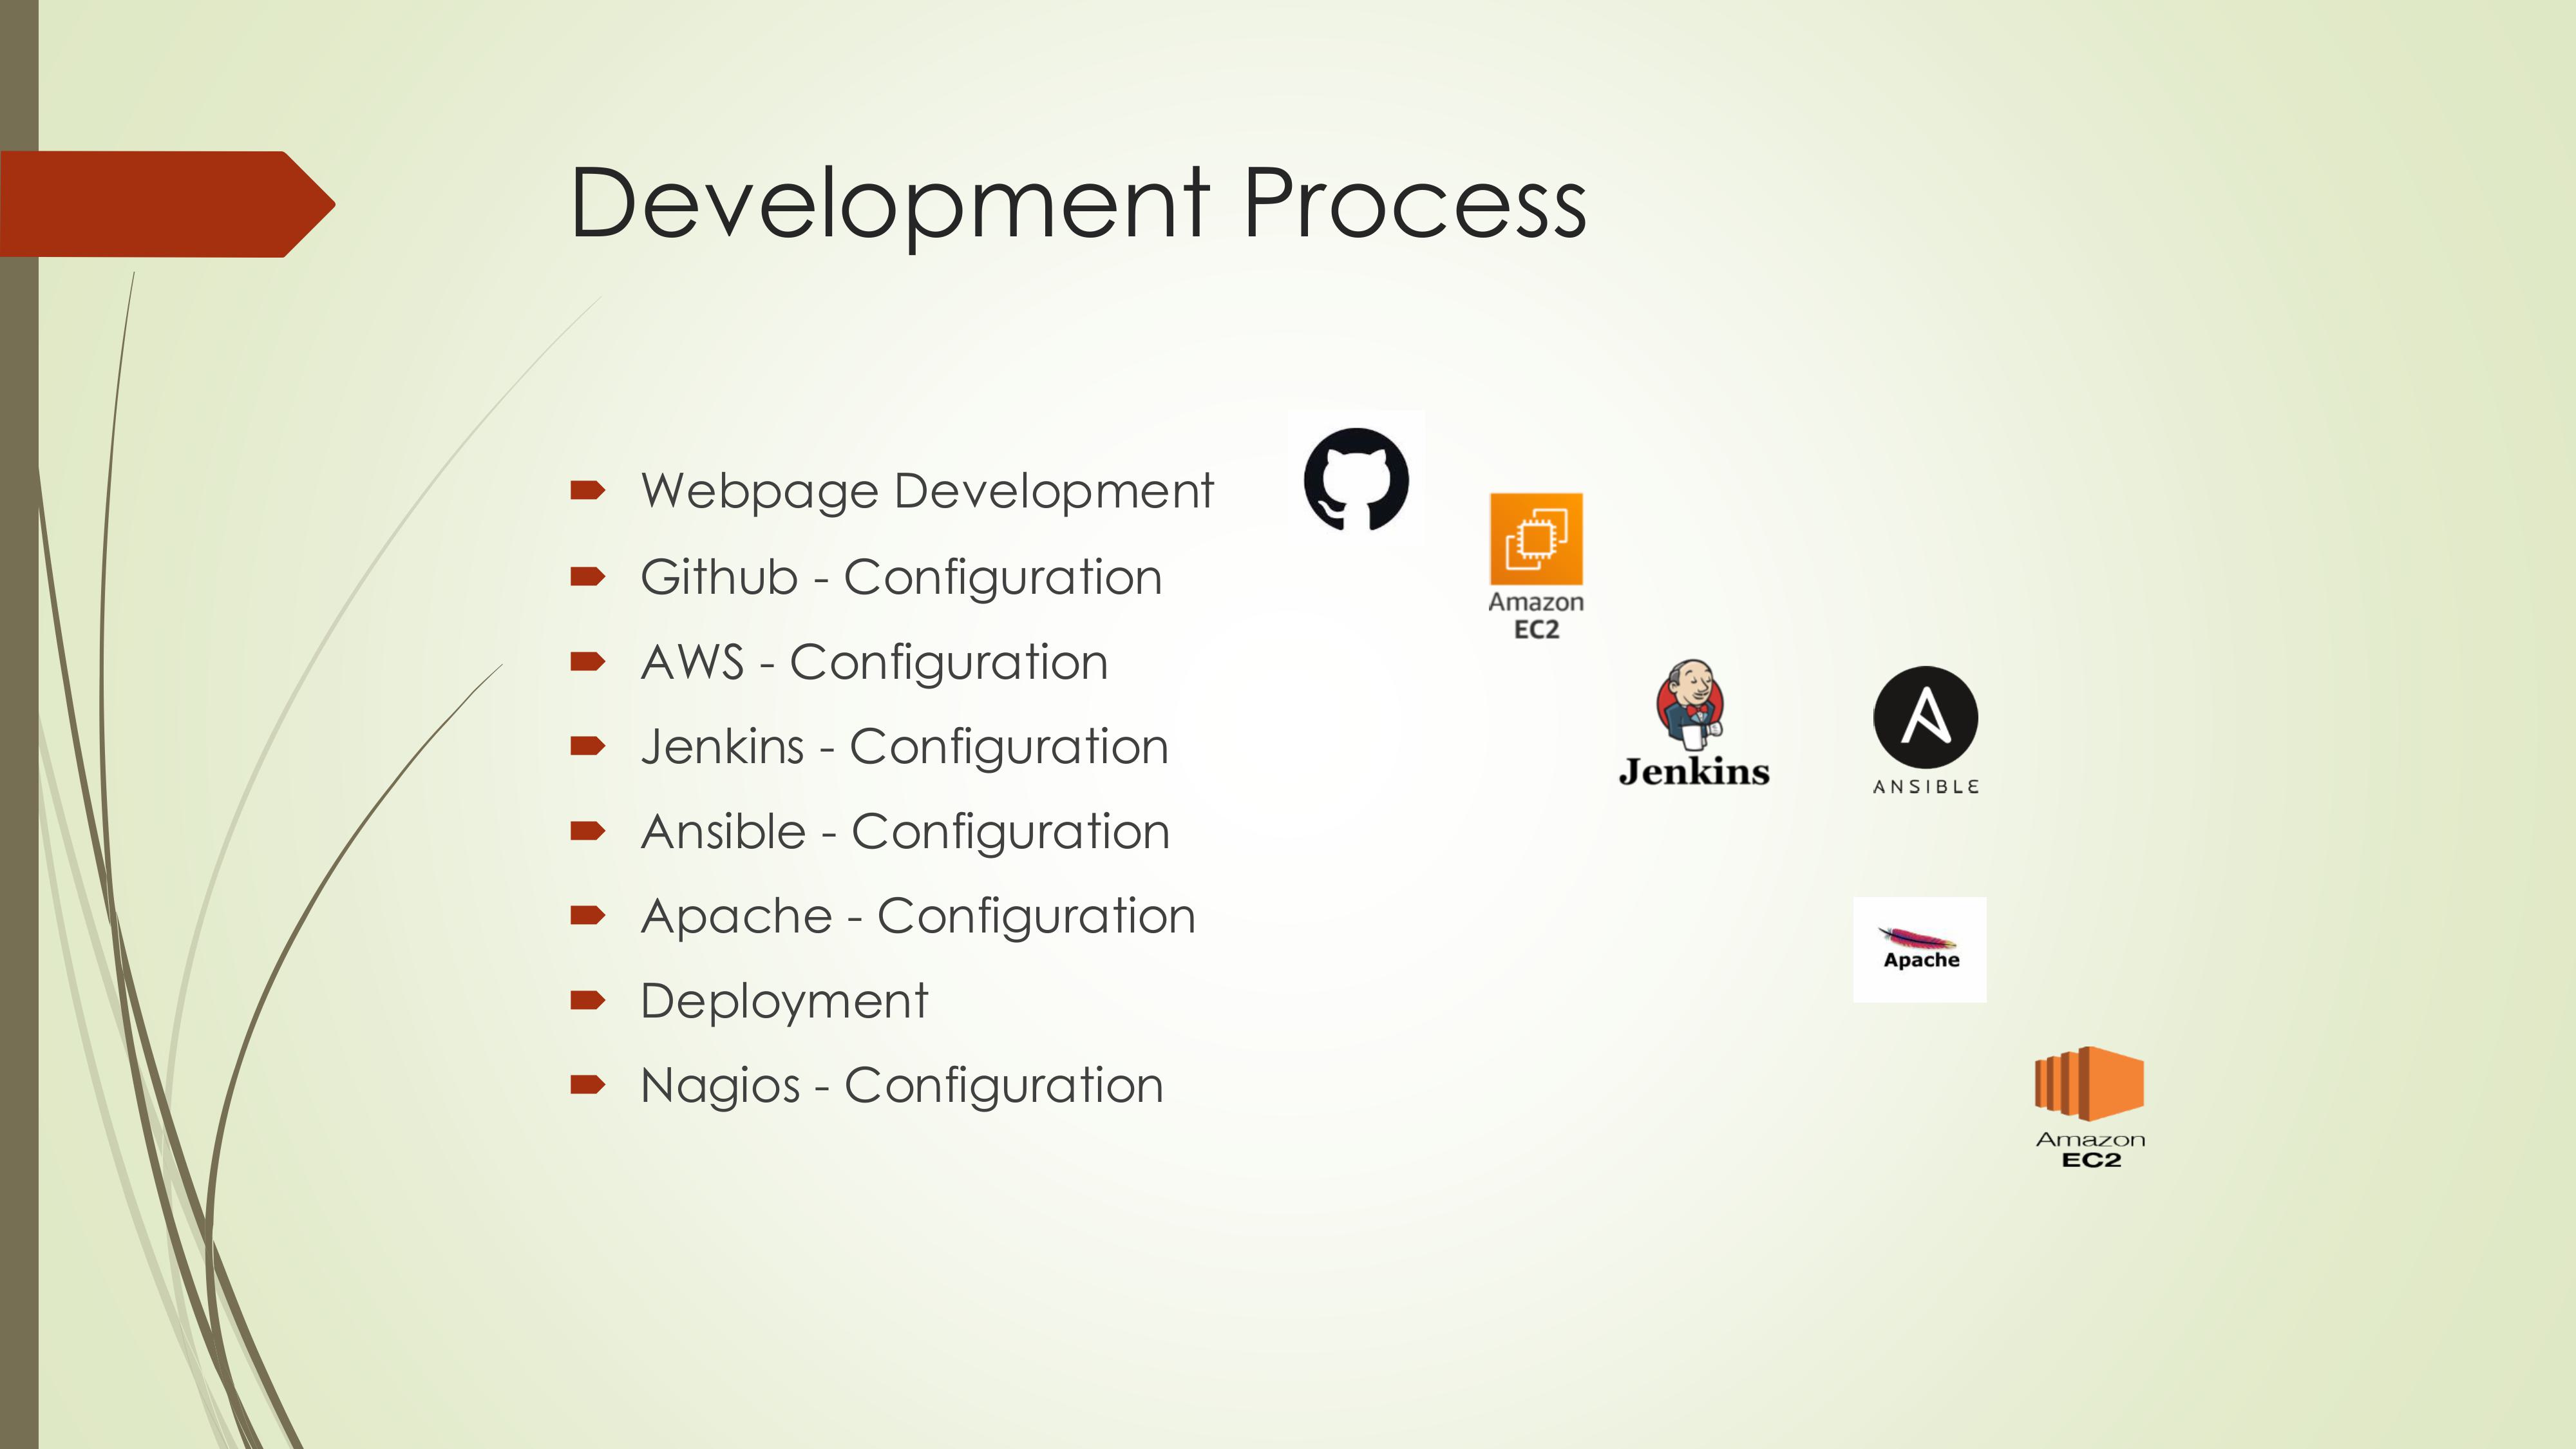 Development Process
Webpage Development
Github - Configuration
AWS - Configuration
Jenkins - Configuration
Ansible - Configuration
Apache - Configuration
Deployment
Nagios - Configuration
Amazon
EC2
Jenkins
ANSIBLE
Apache
Amazon
EC2